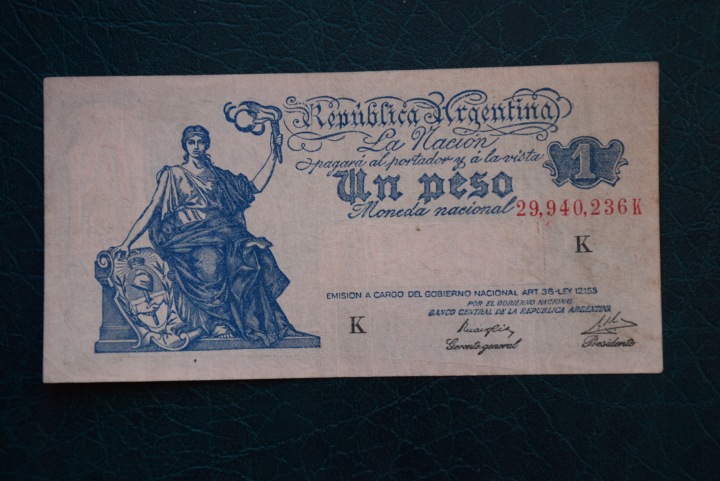 República Argentina
La Nación
pagará al portador y á la vista
1
Un peso
Moneda nacional 29,940,236 K
K
EMISION A CARGO DEL GOBIERNO NACIONAL ART. 36-LEY 12155
POR EL GOBIERNO NACIONAL
BANCO CENTRAL DE LA REPUBLICA ARGENTINA
K
Gerente general
Presidente